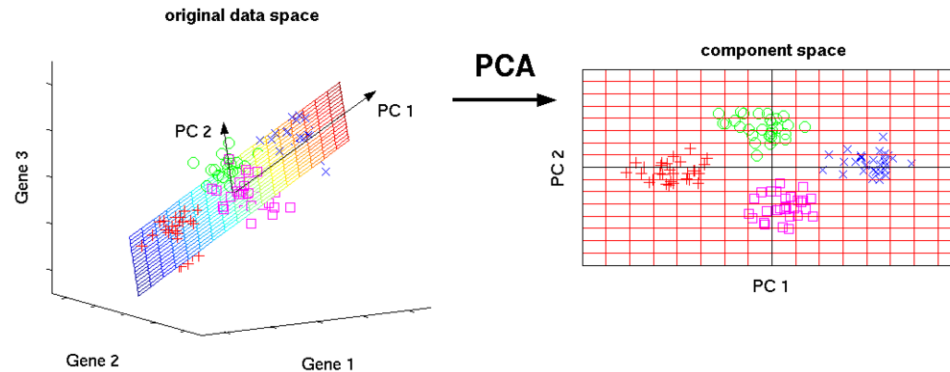 original data space
PCA
component space
PC 1
PC 2
Gene 3
Gene 2
Gene 1
PC 2
PC 1